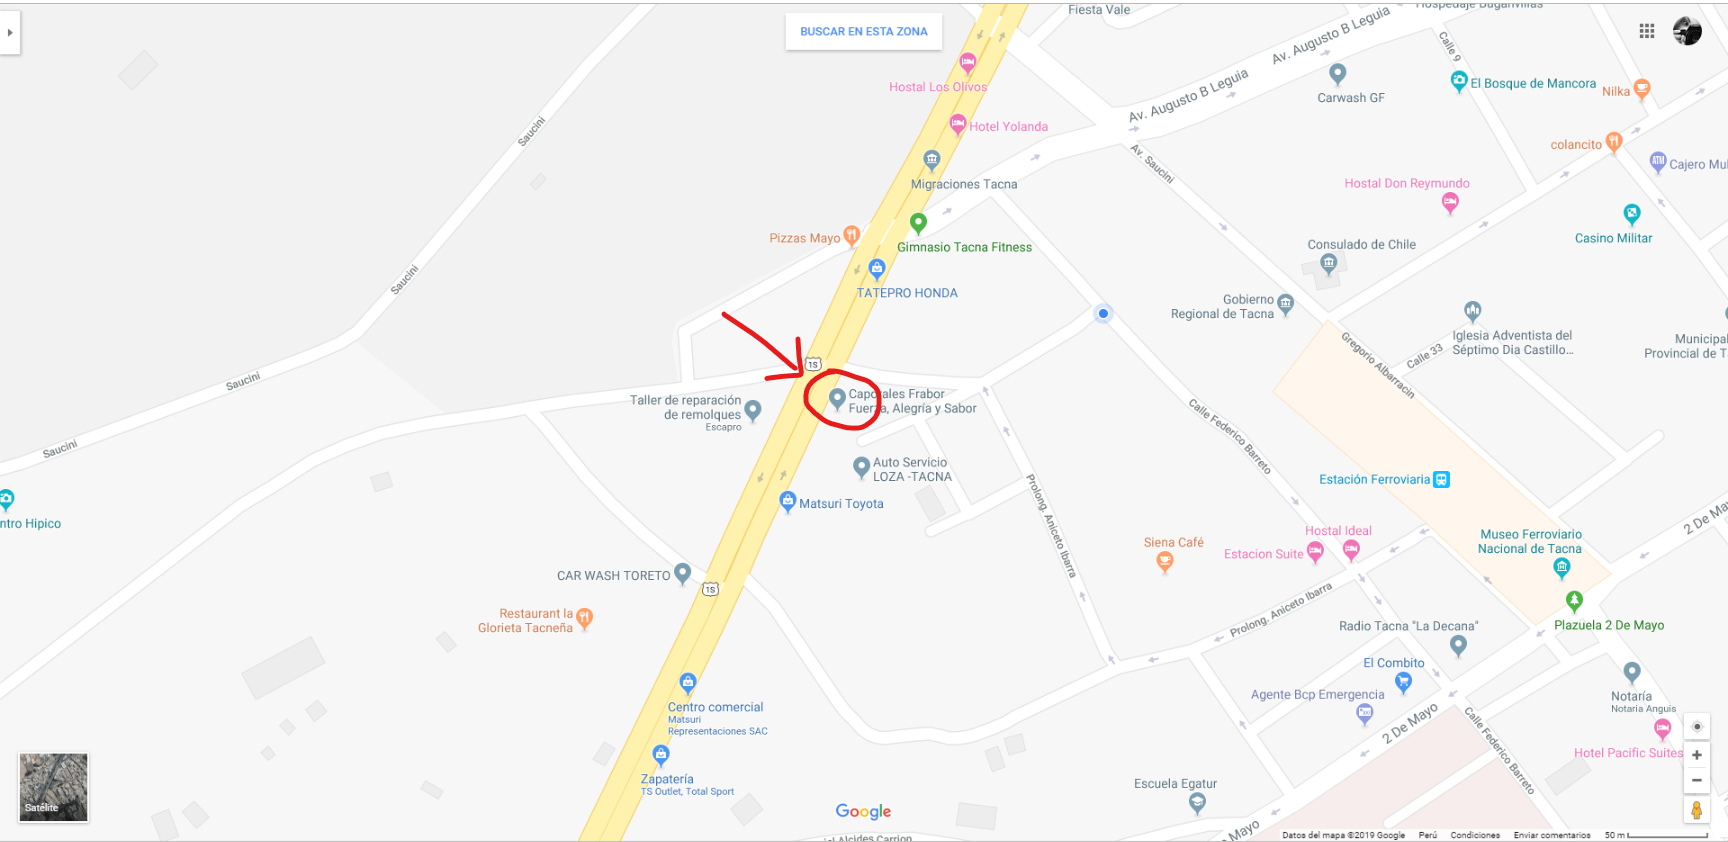 Fiesta Vale
Hospedaje Buganvillas
BUSCAR EN ESTA ZONA
Av. Augusto B Leguia
Calle 9
Hostal Los Olivos
Av. Augusto B Leguia
Carwash GF
El Bosque de Mancora
Nilka
Saucini
Hotel Yolanda
colancito
Av. Saucini
ATM
Cajero Mul
Migraciones Tacna
Hostal Don Reymundo
Pizzas Mayo
Gimnasio Tacna Fitness
Consulado de Chile
Casino Militar
Saucini
TATEPRO HONDA
Gobierno
Regional de Tacna
Iglesia Adventista del
Séptimo Dia Castillo...
Municipal
Provincial de T
Gregorio Albarracin
Calle 33
1S
Saucini
Taller de reparación
de remolques
Escapro
Caporales Frabor
Fuerza, Alegría y Sabor
Calle Federico Barreto
Saucini
Auto Servicio
LOZA -TACNA
Estación Ferroviaria
Matsuri Toyota
Prolong. Aniceto Ibarra
ntro Hipico
2 De May
Hostal Ideal
Museo Ferroviario
Nacional de Tacna
Siena Café
Estacion Suite
CAR WASH TORETO
1S
Restaurant la
Glorieta Tacneña
Prolong. Aniceto Ibarra
Radio Tacna "La Decana"
Plazuela 2 De Mayo
El Combito
Agente Bcp Emergencia
Notaría
Notaria Anguis
Centro comercial
Matsuri
Representaciones SAC
2 De Mayo
Calle Federico Barreto
Hotel Pacific Suites
Zapatería
TS Outlet, Total Sport
Escuela Egatur
Satélite
Google
Mayo
el Alcides Carrion
Datos del mapa ©2019 Google Perú Condiciones Enviar comentarios 50 m